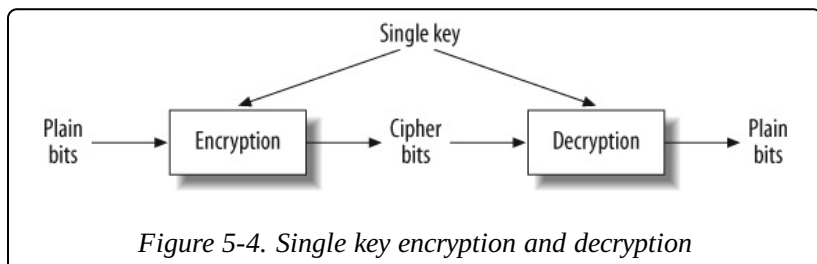 Single key
Plain
bits
Encryption
Cipher
bits
Decryption
Plain
bits
Figure 5-4. Single key encryption and decryption